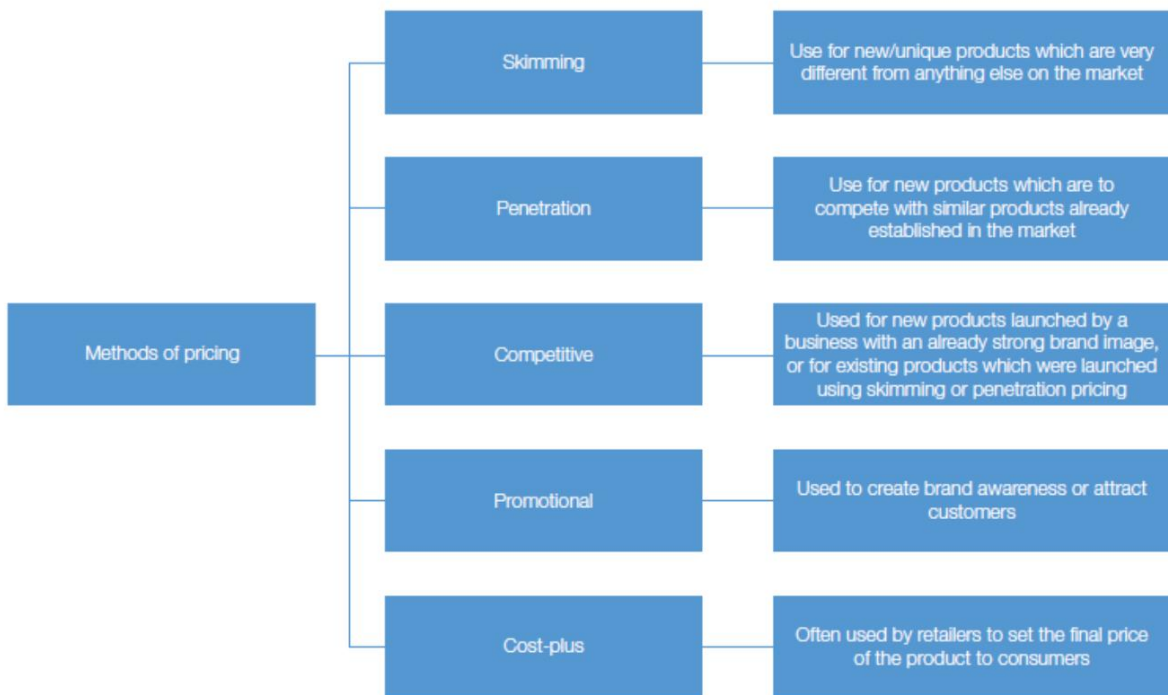 Methods of pricing
Skimming
Use for new/unique products which are very
different from anything else on the market
Penetration
Use for new products which are to
compete with similar products already
established in the market
Competitive
Used for new products launched by a
business with an already strong brand image,
or for existing products which were launched
using skimming or penetration pricing
Promotional
Used to create brand awareness or attract
customers
Cost-plus
Often used by retailers to set the final price
of the product to consumers